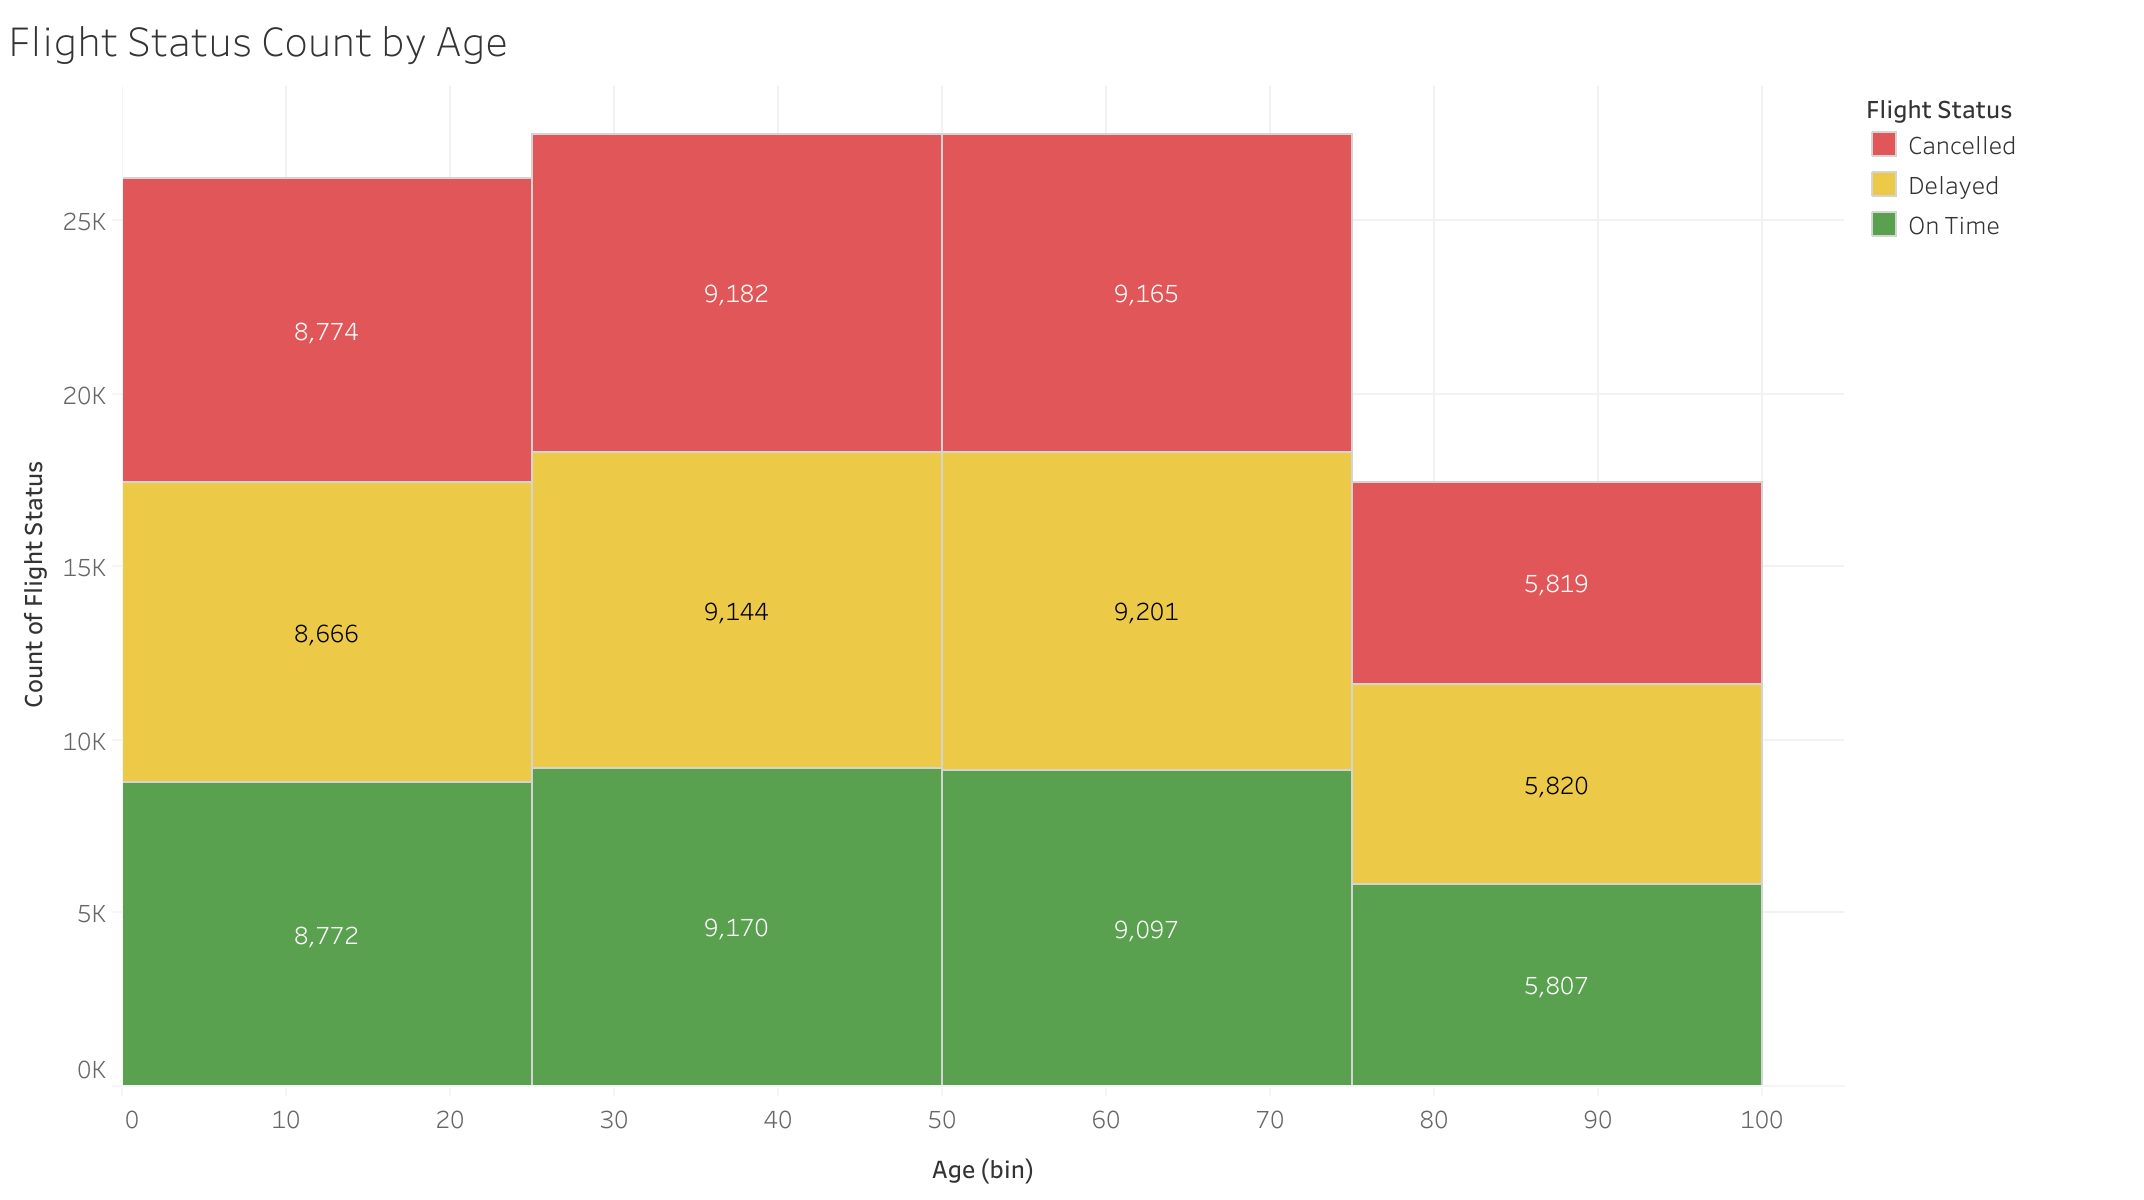 Flight Status Count by Age
Flight Status
Cancelled
Delayed
On Time
Count of Flight Status
25K
20K
15K
10K
5K
0K
8,774
9,182
9,165
5,819
8,666
9,144
9,201
5,820
8,772
9,170
9,097
5,807
0 10 20 30 40 50 60 70 80 90 100
Age (bin)